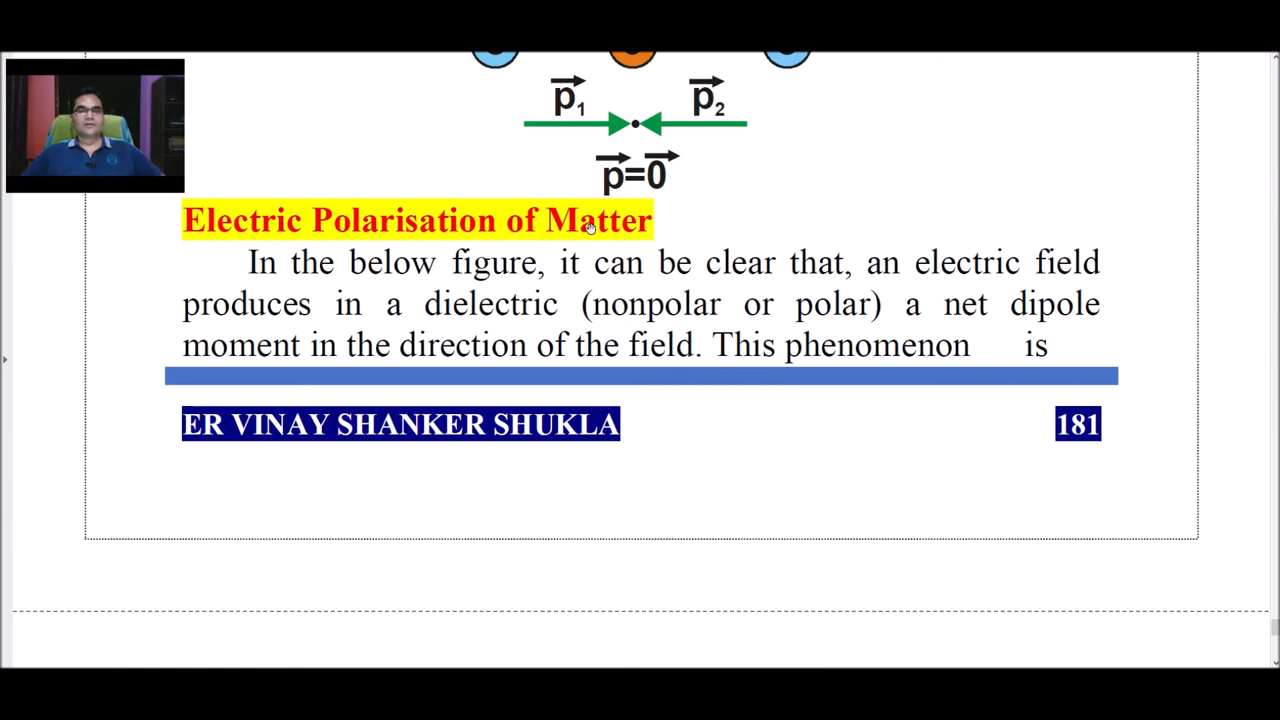 p⃗₁ p⃗₂
p⃗=0⃗
Electric Polarisation of Matter
In the below figure, it can be clear that, an electric field
produces in a dielectric (nonpolar or polar) a net dipole
moment in the direction of the field. This phenomenon is
ER VINAY SHANKER SHUKLA 181